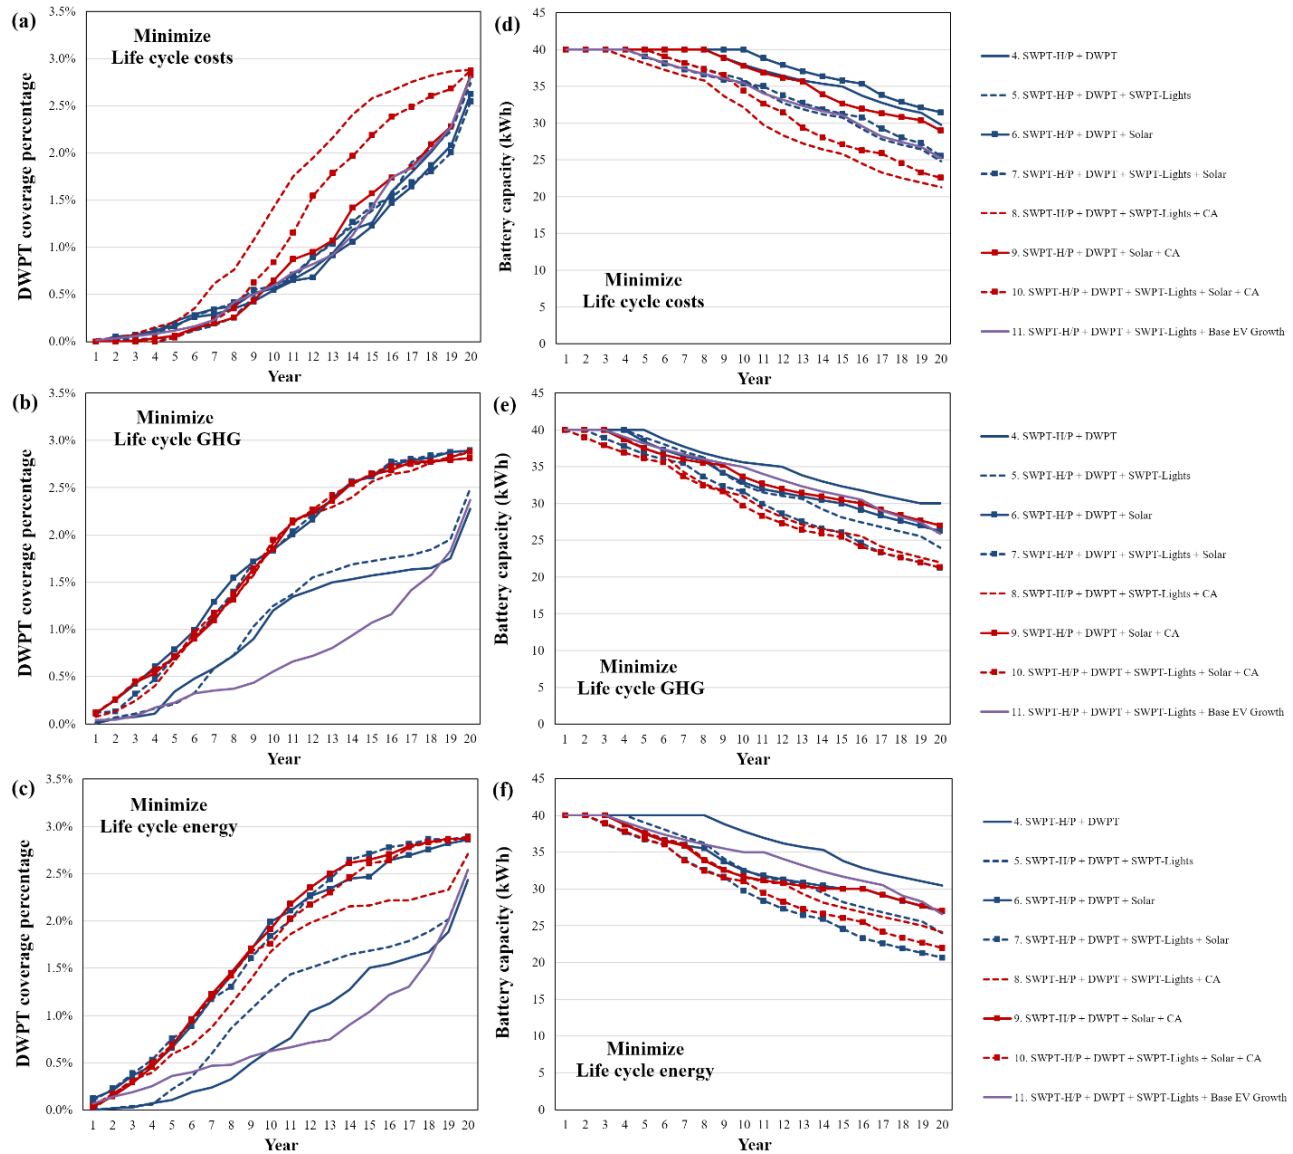 (a)
Minimize
Life cycle costs
DWPT coverage percentage
3.5%
3.0%
2.5%
2.0%
1.5%
1.0%
0.5%
0.0%
1 2 3 4 5 6 7 8 9 10 11 12 13 14 15 16 17 18 19 20
Year
(d)
Minimize
Life cycle costs
Battery capacity (kWh)
45
40
35
30
25
20
15
10
5
0
1 2 3 4 5 6 7 8 9 10 11 12 13 14 15 16 17 18 19 20
Year
4. SWPT-H/P + DWPT
5. SWPT-H/P + DWPT + SWPT-Lights
6. SWPT-H/P + DWPT + Solar
7. SWPT-H/P + DWPT + SWPT-Lights + Solar
8. SWPT-H/P + DWPT + SWPT-Lights + CA
9. SWPT-H/P + DWPT + Solar + CA
10. SWPT-H/P + DWPT + SWPT-Lights + Solar + CA
11. SWPT-H/P + DWPT + SWPT-Lights + Base EV Growth
(b)
Minimize
Life cycle GHG
DWPT coverage percentage
3.5%
3.0%
2.5%
2.0%
1.5%
1.0%
0.5%
0.0%
1 2 3 4 5 6 7 8 9 10 11 12 13 14 15 16 17 18 19 20
Year
(e)
Minimize
Life cycle GHG
Battery capacity (kWh)
45
40
35
30
25
20
15
10
5
0
1 2 3 4 5 6 7 8 9 10 11 12 13 14 15 16 17 18 19 20
Year
4. SWPT-H/P + DWPT
5. SWPT-H/P + DWPT + SWPT-Lights
6. SWPT-H/P + DWPT + Solar
7. SWPT-H/P + DWPT + SWPT-Lights + Solar
8. SWPT-H/P + DWPT + SWPT-Lights + CA
9. SWPT-H/P + DWPT + Solar + CA
10. SWPT-H/P + DWPT + SWPT-Lights + Solar + CA
11. SWPT-H/P + DWPT + SWPT-Lights + Base EV Growth
(c)
Minimize
Life cycle energy
DWPT coverage percentage
3.5%
3.0%
2.5%
2.0%
1.5%
1.0%
0.5%
0.0%
1 2 3 4 5 6 7 8 9 10 11 12 13 14 15 16 17 18 19 20
Year
(f)
Minimize
Life cycle energy
Battery capacity (kWh)
45
40
35
30
25
20
15
10
5
0
1 2 3 4 5 6 7 8 9 10 11 12 13 14 15 16 17 18 19 20
Year
4. SWPT-H/P + DWPT
5. SWPT-H/P + DWPT + SWPT-Lights
6. SWPT-H/P + DWPT + Solar
7. SWPT-H/P + DWPT + SWPT-Lights + Solar
8. SWPT-H/P + DWPT + SWPT-Lights + CA
9. SWPT-H/P + DWPT + Solar + CA
10. SWPT-H/P + DWPT + SWPT-Lights + Solar + CA
11. SWPT-H/P + DWPT + SWPT-Lights + Base EV Growth